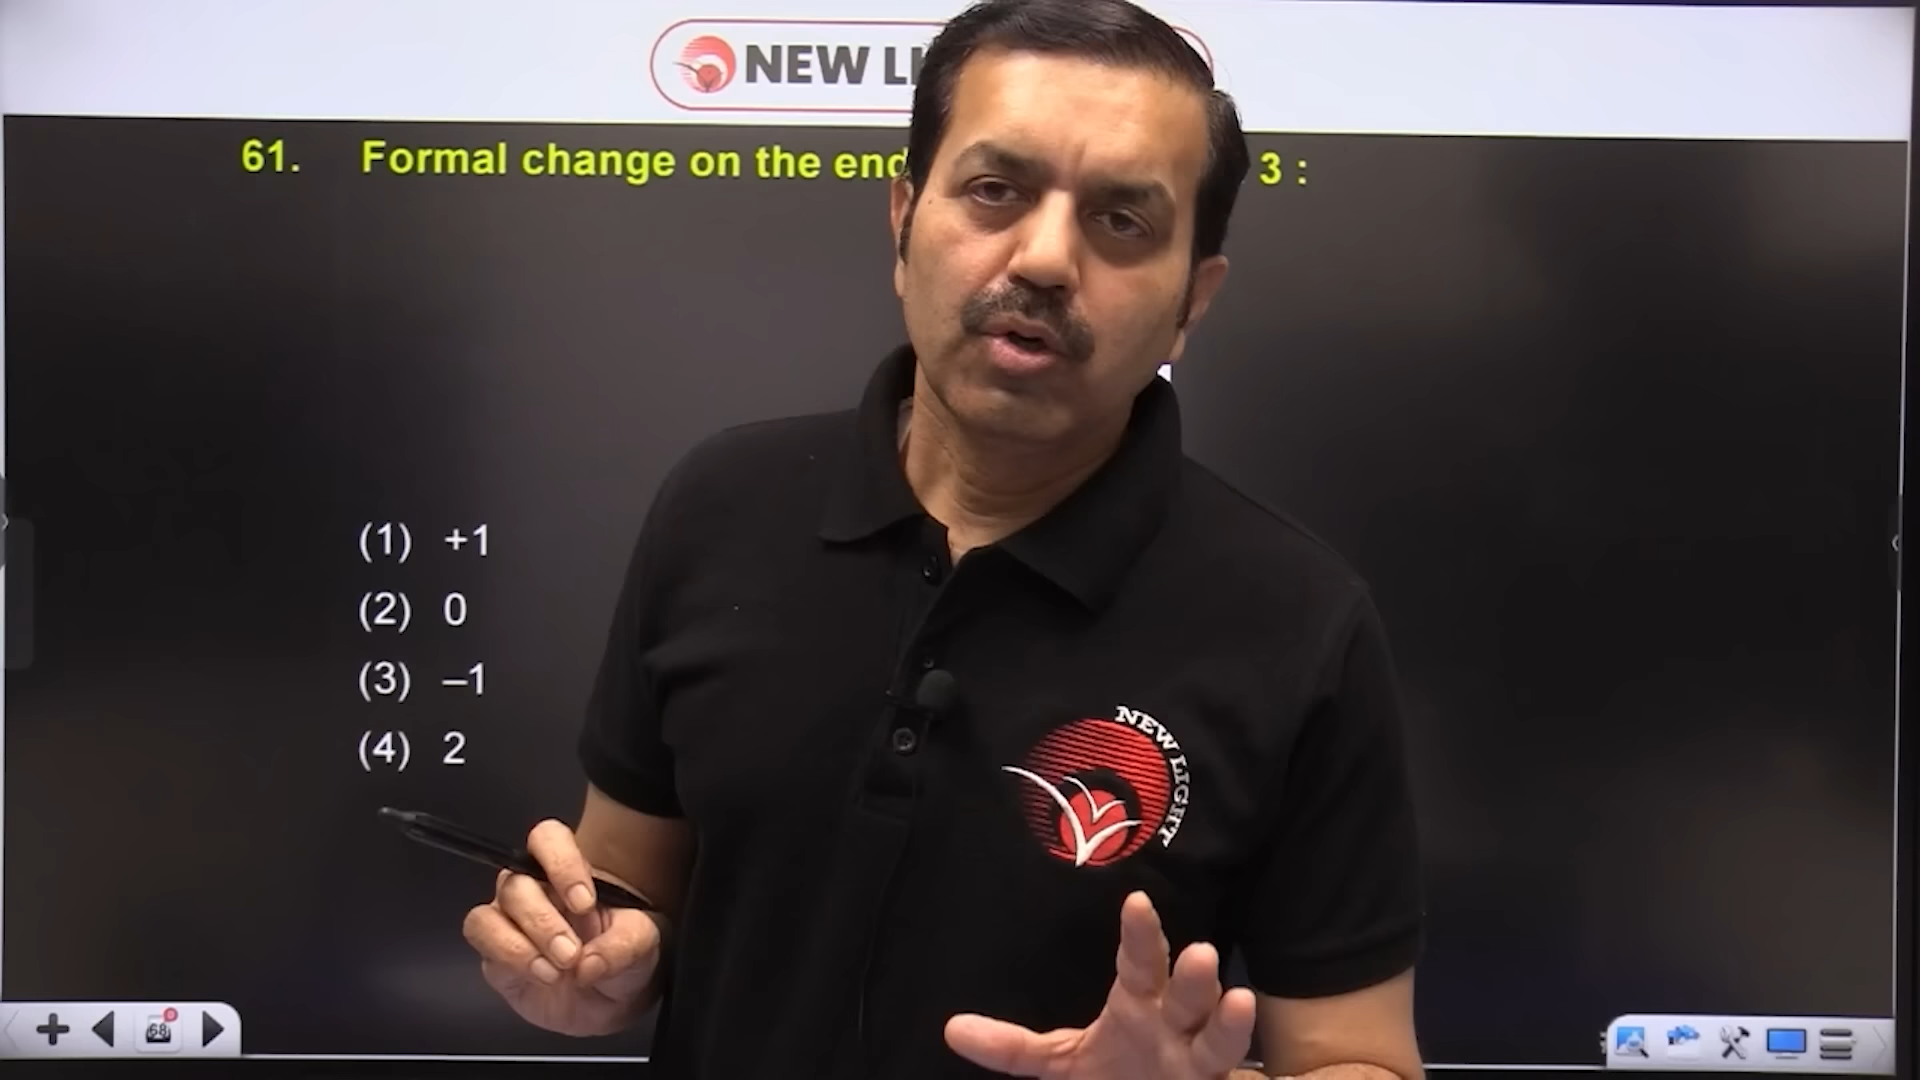 NEW
61. Formal change on the end 3 :
(1) +1
(2) 0
(3) –1
(4) 2
NEW LIGHT
68